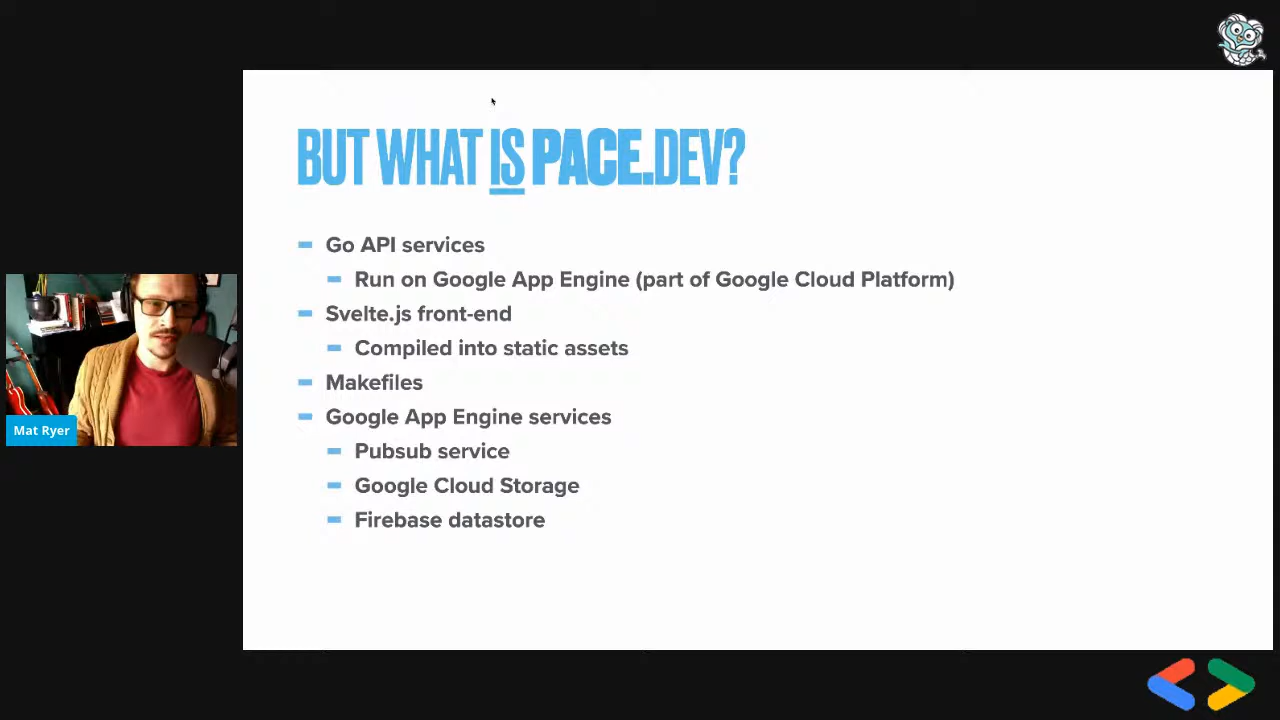 BUT WHAT IS PACE.DEV?
Go API services
Run on Google App Engine (part of Google Cloud Platform)
Svelte.js front-end
Compiled into static assets
Makefiles
Google App Engine services
Pubsub service
Google Cloud Storage
Firebase datastore
Mat Ryer